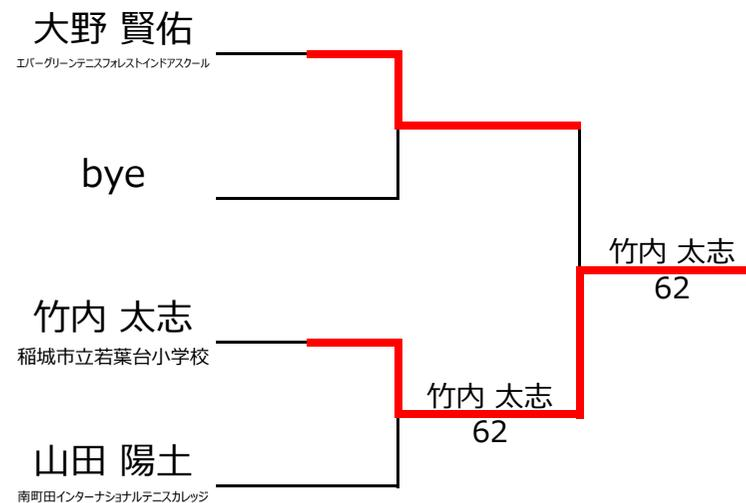 大野 賢佑
エバーグリーンテニスフォレストインドアスクール
bye
竹内 太志
稲城市立若葉台小学校
山田 陽土
南町田インターナショナルテニスカレッジ
竹内 太志
62
竹内 太志
62